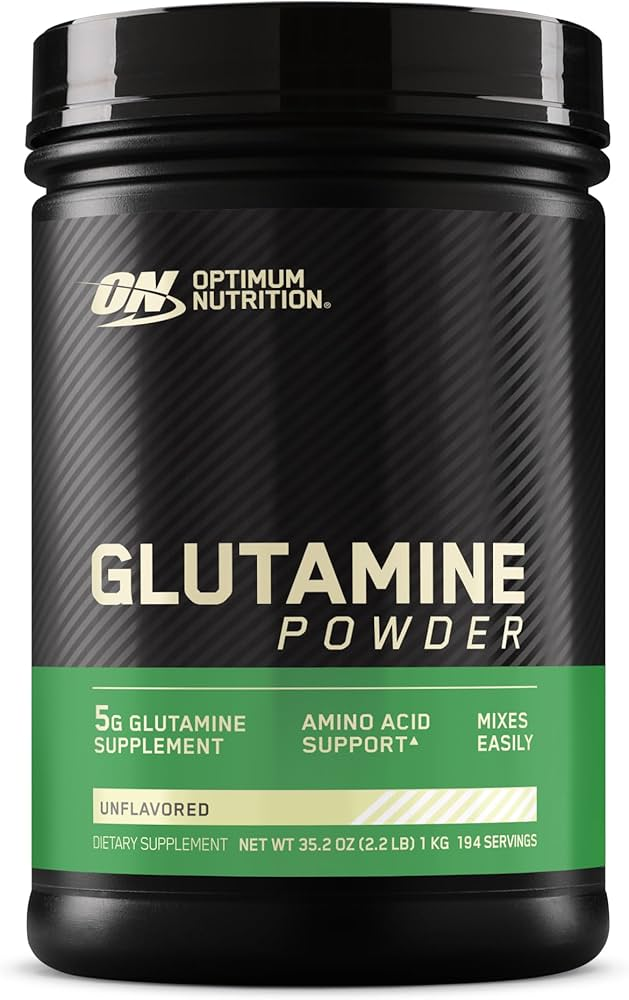 ON OPTIMUM
NUTRITION®
GLUTAMINE
POWDER
5G GLUTAMINE
SUPPLEMENT
AMINO ACID
SUPPORT▲
MIXES
EASILY
UNFLAVORED
DIETARY SUPPLEMENT NET WT 35.2 OZ (2.2 LB) 1 KG 194 SERVINGS